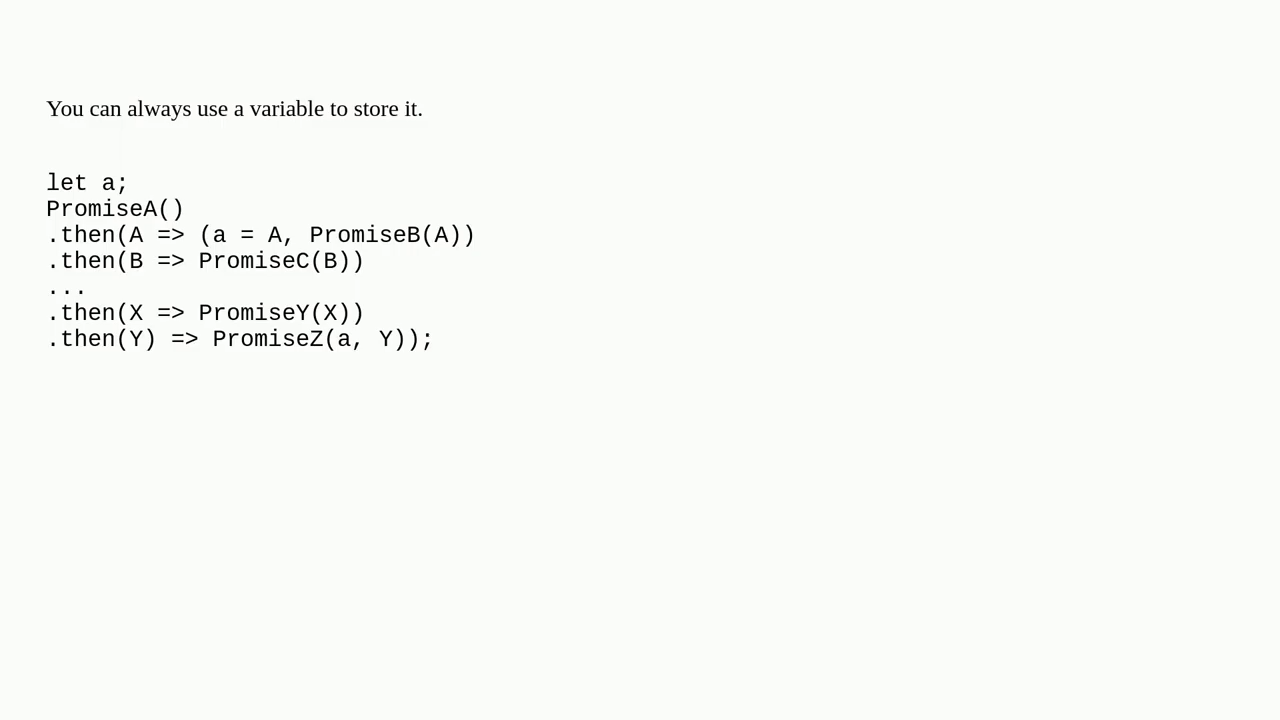 You can always use a variable to store it.
let a;
PromiseA()
.then(A => (a = A, PromiseB(A))
.then(B => PromiseC(B))
...
.then(X => PromiseY(X))
.then(Y) => PromiseZ(a, Y));